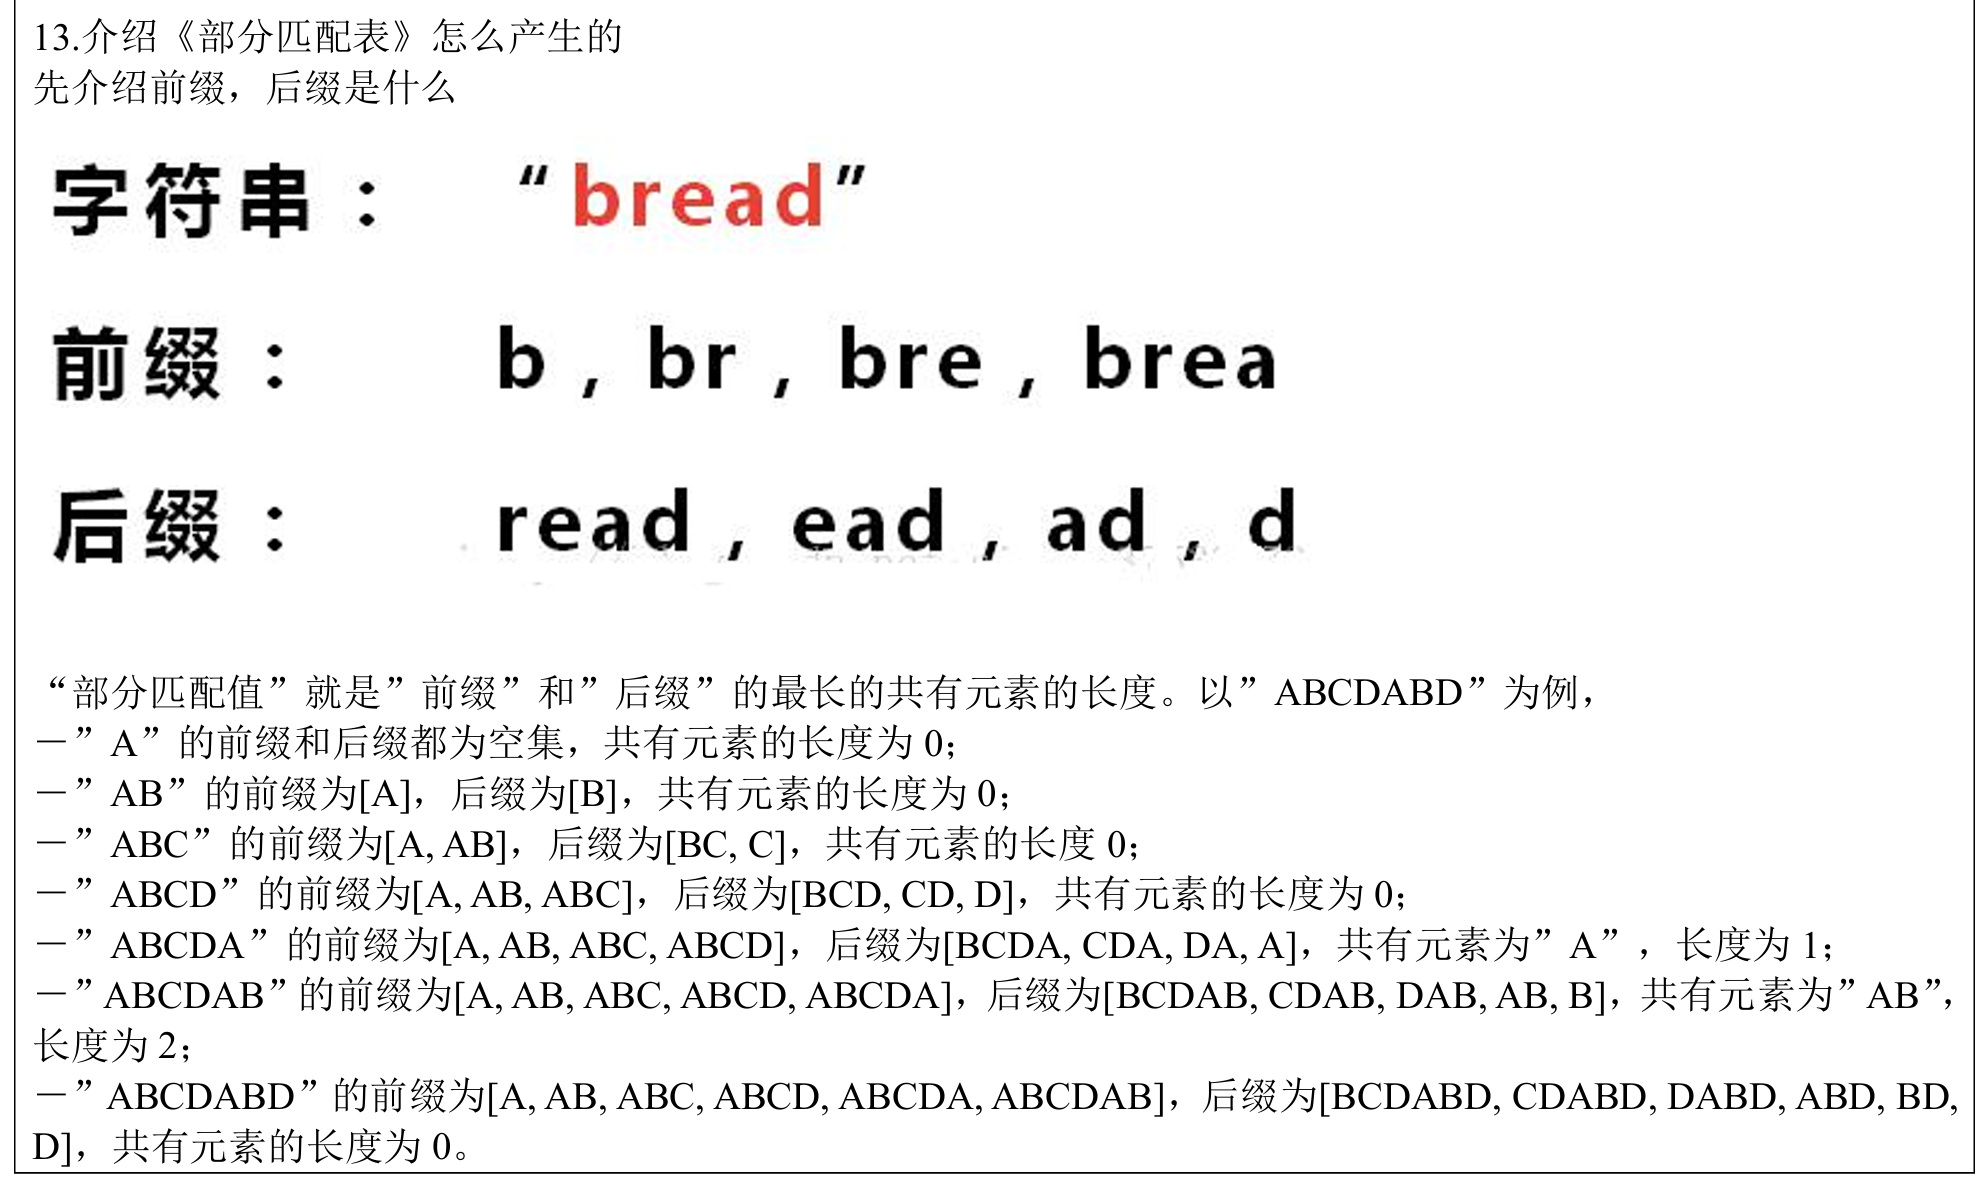 13.介绍《部分匹配表》怎么产生的
先介绍前缀，后缀是什么
字符串： “bread”
前缀： b , br , bre , brea
后缀： read , ead , ad , d
“部分匹配值”就是”前缀”和”后缀”的最长的共有元素的长度。以”ABCDABD”为例，
－”A”的前缀和后缀都为空集，共有元素的长度为 0；
－”AB”的前缀为[A]，后缀为[B]，共有元素的长度为 0；
－”ABC”的前缀为[A, AB]，后缀为[BC, C]，共有元素的长度 0；
－”ABCD”的前缀为[A, AB, ABC]，后缀为[BCD, CD, D]，共有元素的长度为 0；
－”ABCDA”的前缀为[A, AB, ABC, ABCD]，后缀为[BCDA, CDA, DA, A]，共有元素为”A”，长度为 1；
－”ABCDAB”的前缀为[A, AB, ABC, ABCD, ABCDA]，后缀为[BCDAB, CDAB, DAB, AB, B]，共有元素为”AB”，
长度为 2；
－”ABCDABD”的前缀为[A, AB, ABC, ABCD, ABCDA, ABCDAB]，后缀为[BCDABD, CDABD, DABD, ABD, BD,
D]，共有元素的长度为 0。